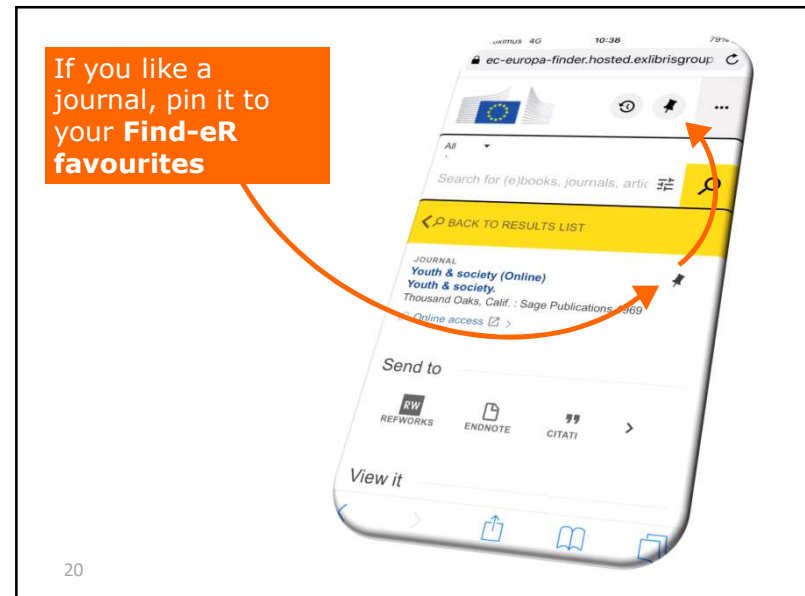 If you like a
journal, pin it to
your Find-eR
favourites
4G 10:38
ec-europa-finder.hosted.exlibrisgroup
All
Search for (e)books, journals, artic
BACK TO RESULTS LIST
JOURNAL
Youth & society (Online)
Youth & society.
Thousand Oaks, Calif. : Sage Publications
Online access
Send to
RW
REFWORKS
ENDNOTE
CITATI
View it
20